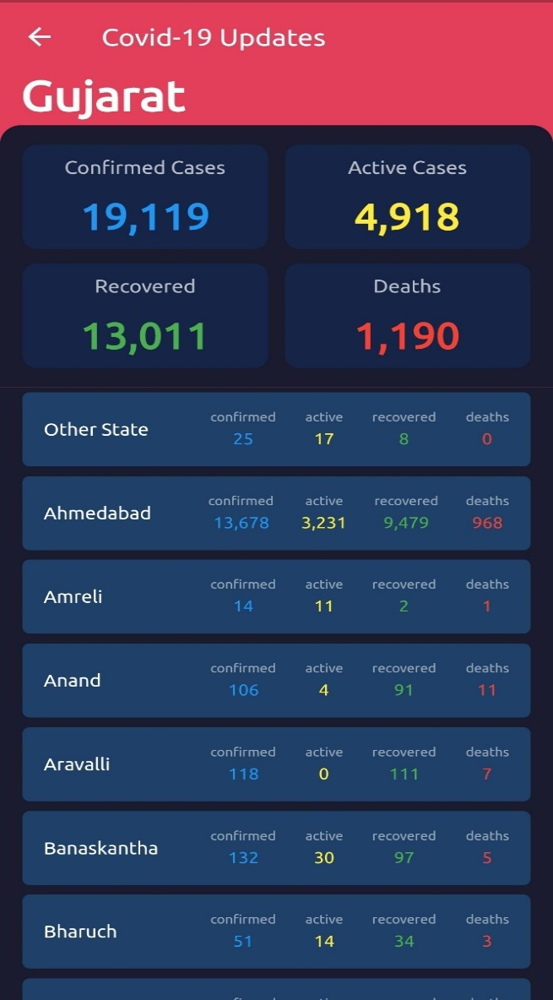 Covid-19 Updates
Gujarat
Confirmed Cases
19,119
Active Cases
4,918
Recovered
13,011
Deaths
1,190
Other State
confirmed active recovered deaths
25 17 8 0
Ahmedabad
confirmed active recovered deaths
13,678 3,231 9,479 968
Amreli
confirmed active recovered deaths
14 11 2 1
Anand
confirmed active recovered deaths
106 4 91 11
Aravalli
confirmed active recovered deaths
118 0 111 7
Banaskantha
confirmed active recovered deaths
132 30 97 5
Bharuch
confirmed active recovered deaths
51 14 34 3